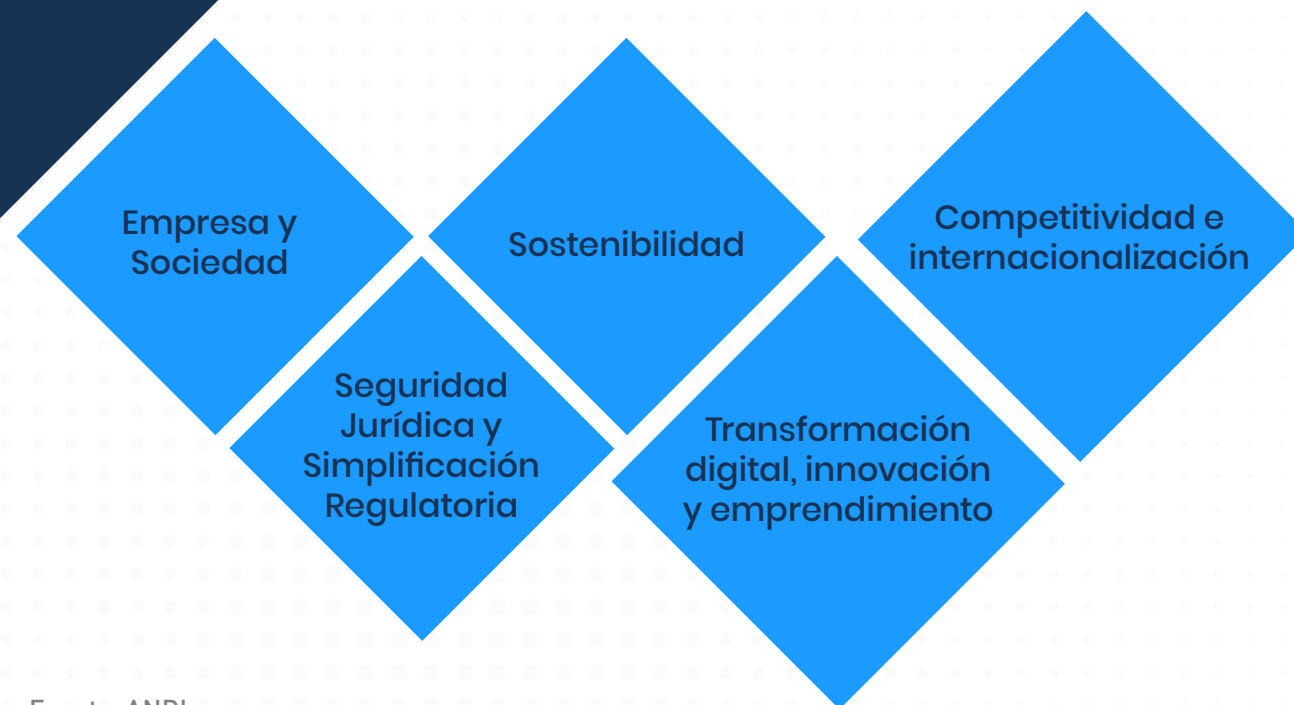 Empresa y
Sociedad
Sostenibilidad
Competitividad e
internacionalización
Seguridad
Jurídica y
Simplificación
Regulatoria
Transformación
digital, innovación
y emprendimiento